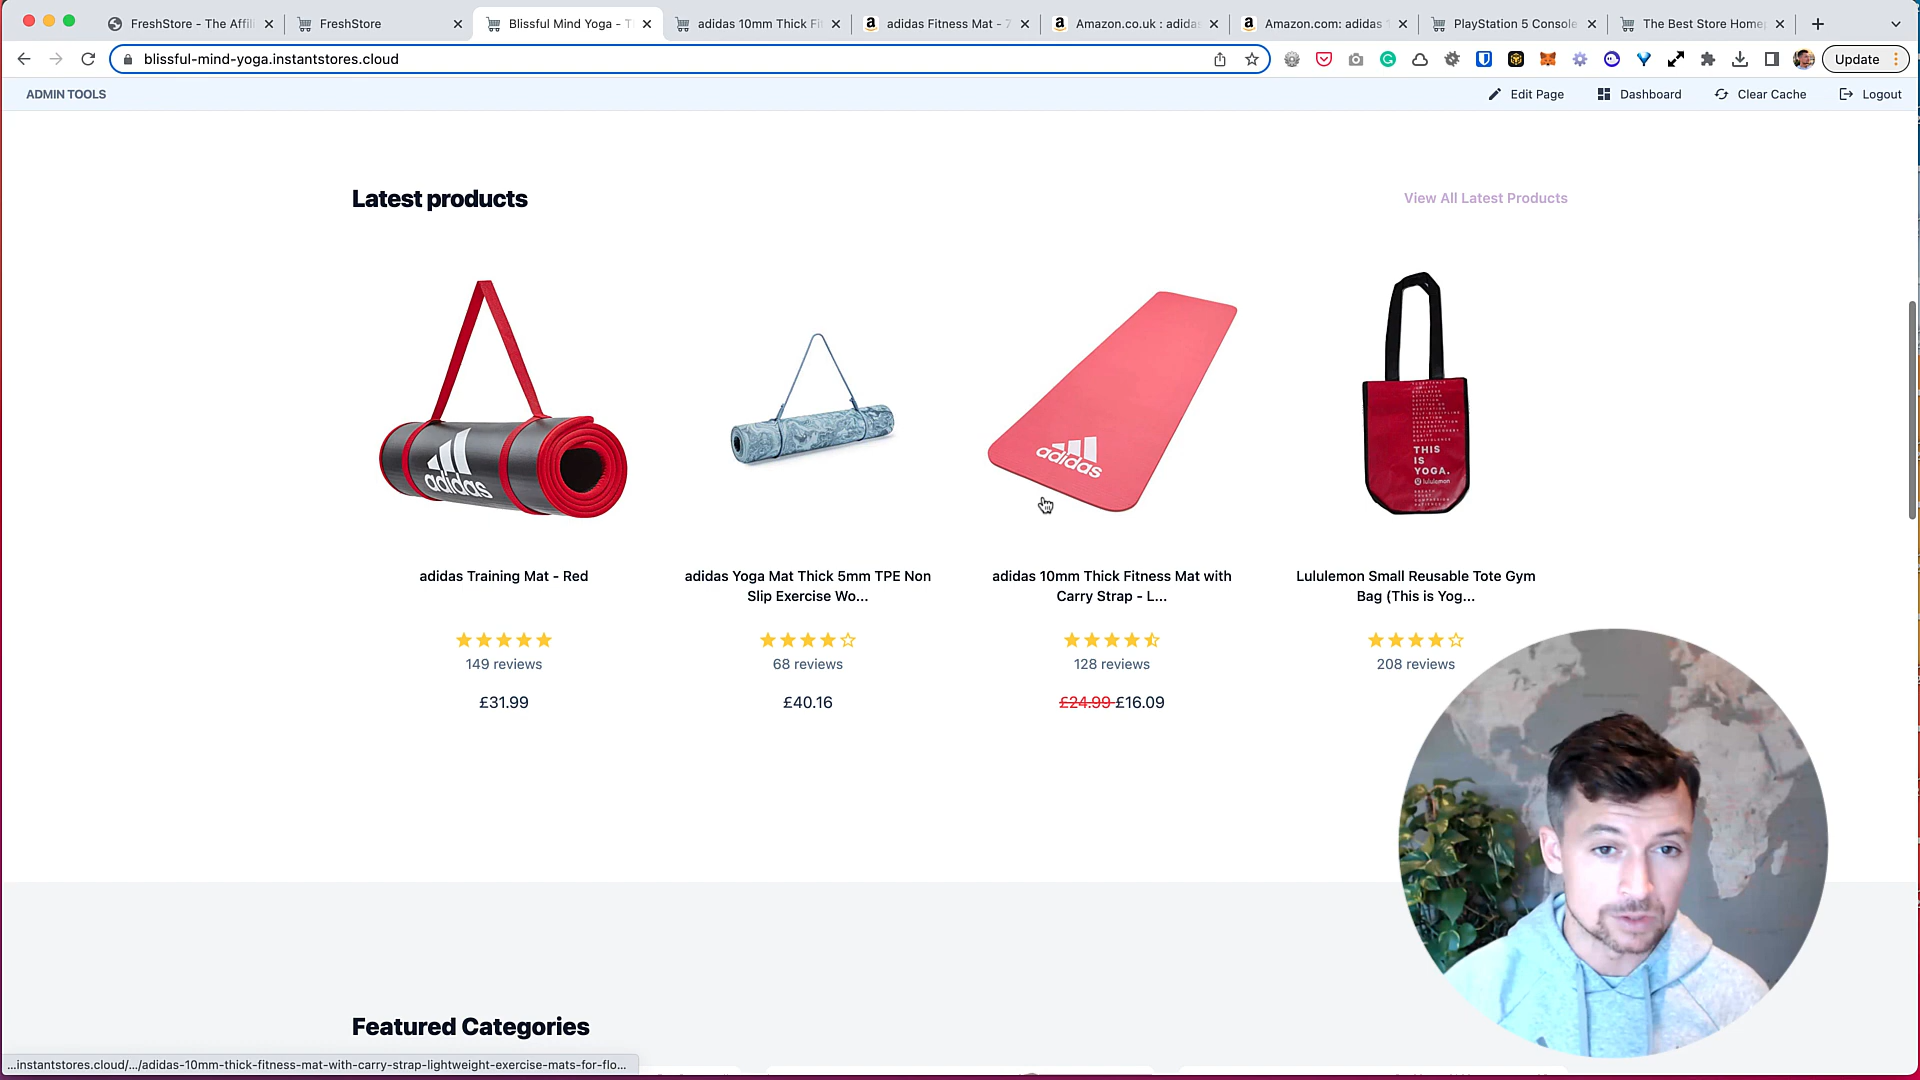 FreshStore - The Affili
FreshStore
Blissful Mind Yoga - T
adidas 10mm Thick Fi
adidas Fitness Mat - 7
Amazon.co.uk : adidas
Amazon.com: adidas 1
PlayStation 5 Console
The Best Store Home
blissful-mind-yoga.instantstores.cloud
Update
ADMIN TOOLS
Edit Page
Dashboard
Clear Cache
Logout
Latest products
View All Latest Products
adidas
adidas
THIS
IS
YOGA.
lululemon
adidas Training Mat - Red
adidas Yoga Mat Thick 5mm TPE Non
Slip Exercise Wo...
adidas 10mm Thick Fitness Mat with
Carry Strap - L...
Lululemon Small Reusable Tote Gym
Bag (This is Yog...
149 reviews
68 reviews
128 reviews
208 reviews
£31.99
£40.16
£24.99 £16.09
Featured Categories
...instantstores.cloud/.../adidas-10mm-thick-fitness-mat-with-carry-strap-lightweight-exercise-mats-for-flo...